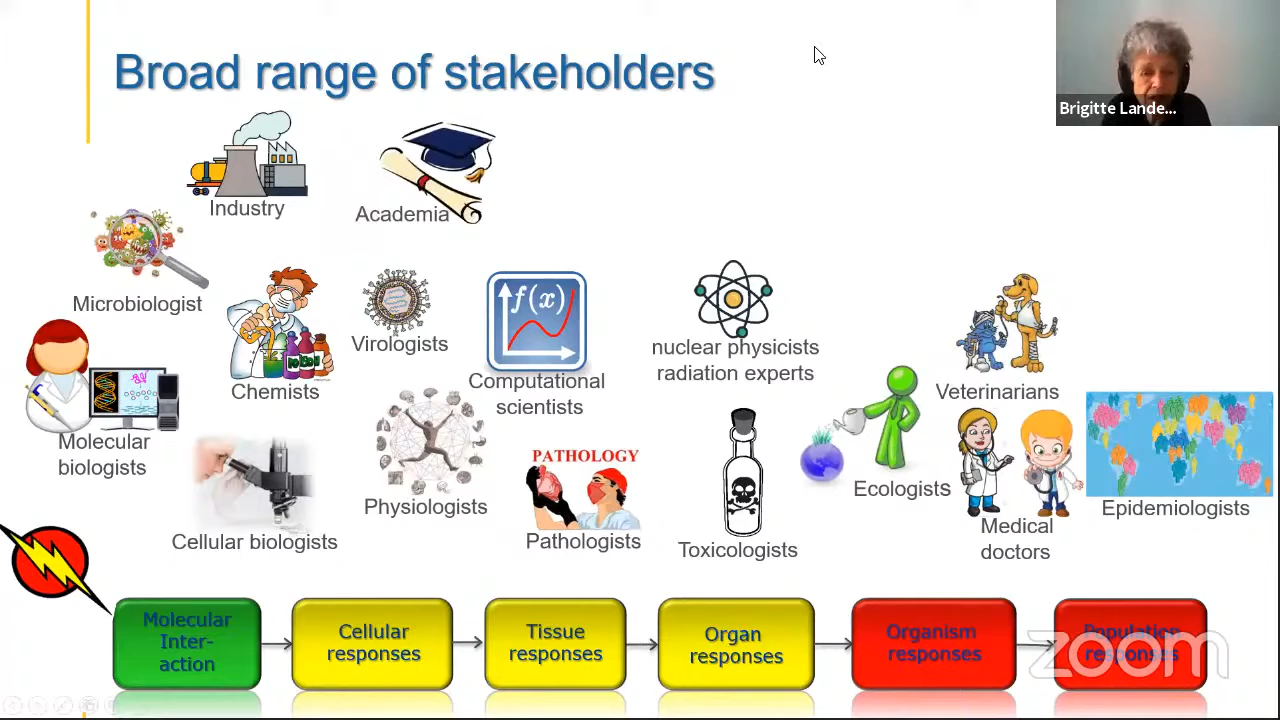 Broad range of stakeholders
Brigitte Lande...
Industry
Academia
Microbiologist
Chemists
Virologists
f(x)
Computational
scientists
nuclear physicists
radiation experts
Veterinarians
Molecular
biologists
Cellular biologists
Physiologists
PATHOLOGY
Pathologists
Toxicologists
Ecologists
Medical
doctors
Epidemiologists
Molecular
Inter-
action
Cellular
responses
Tissue
responses
Organ
responses
Organism
responses
Population
responses
zoom